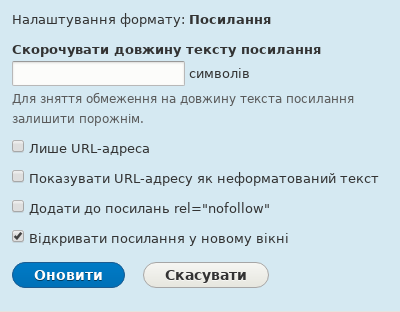 Налаштування формату: Посилання
Скорочувати довжину тексту посилання
символів
Для зняття обмеження на довжину текста посилання
залишити порожнім.
Лише URL-адреса
Показувати URL-адресу як неформатований текст
Додати до посилань rel="nofollow"
Відкривати посилання у новому вікні
Оновити Скасувати